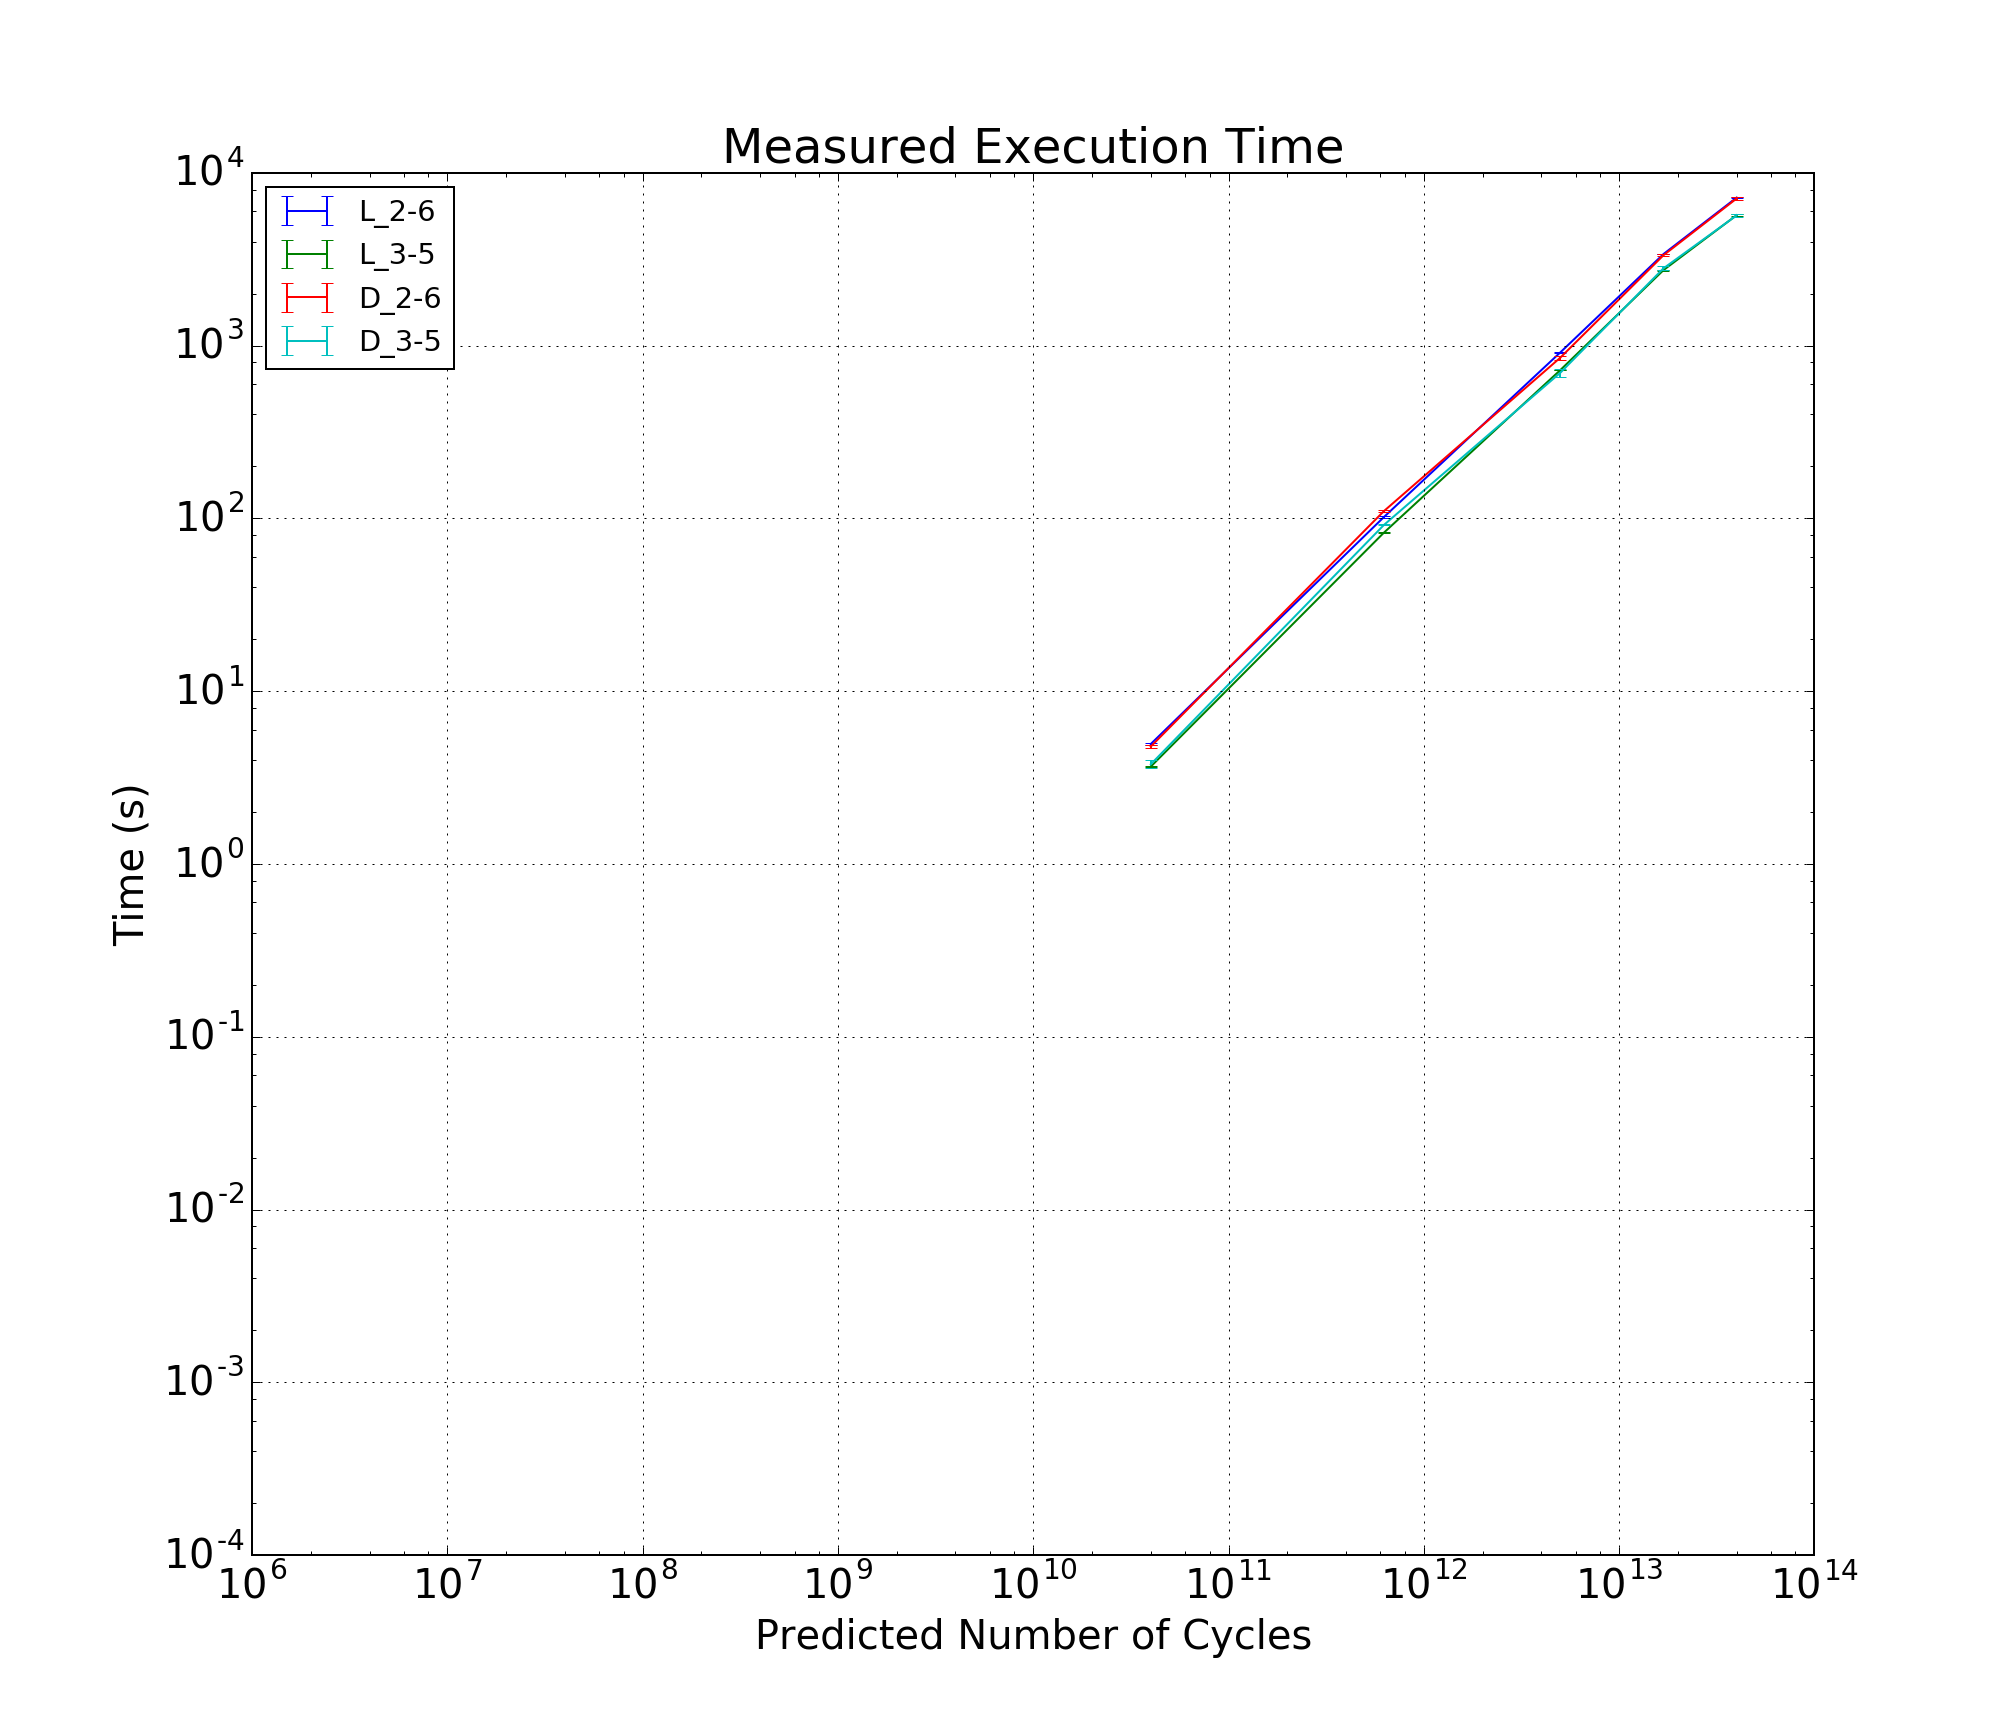 Measured Execution Time
L_2-6
L_3-5
D_2-6
D_3-5
10^4
10^3
10^2
10^1
10^0
10^-1
10^-2
10^-3
10^-4
Time (s)
10^6 10^7 10^8 10^9 10^10 10^11 10^12 10^13 10^14
Predicted Number of Cycles